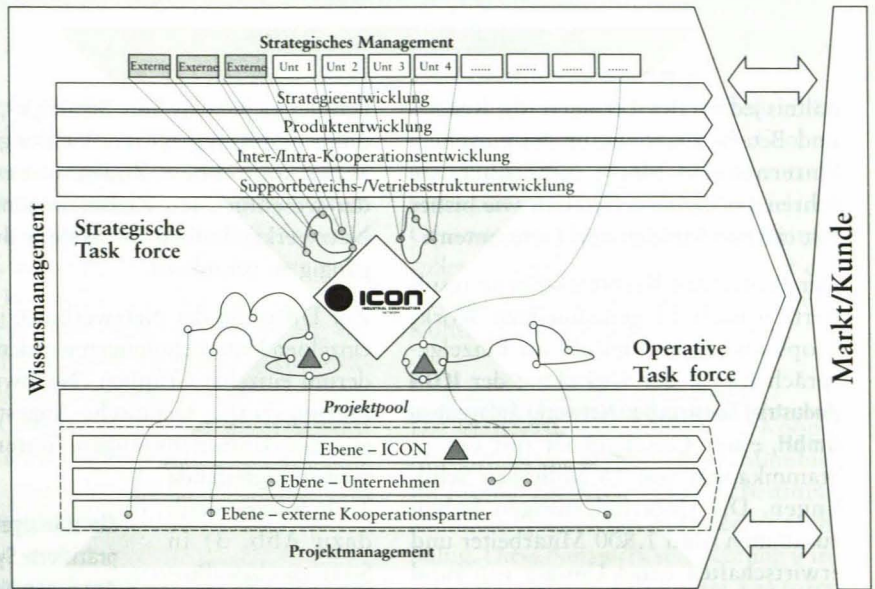 Strategisches Management
Externe Externe Externe Unt 1 Unt 2 Unt 3 Unt 4 ...... ...... ...... ......
Strategieentwicklung
Produktentwicklung
Inter-/Intra-Kooperationsentwicklung
Supportbereichs-/Vetriebsstrukturentwicklung
Wissensmanagement
Strategische
Task force
ICON
INDUSTRIAL CONSTRUCTION
NETWORK
Operative
Task force
Projektpool
Ebene – ICON
Ebene – Unternehmen
Ebene – externe Kooperationspartner
Projektmanagement
Markt/Kunde